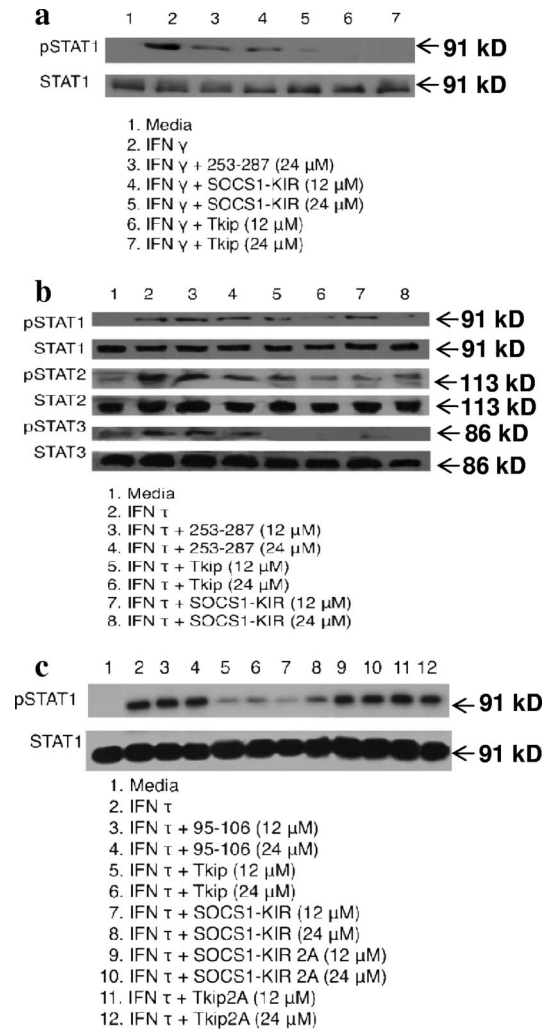 a 1 2 3 4 5 6 7
pSTAT1 ← 91 kD
STAT1 ← 91 kD
1. Media
2. IFN γ
3. IFN γ + 253-287 (24 μM)
4. IFN γ + SOCS1-KIR (12 μM)
5. IFN γ + SOCS1-KIR (24 μM)
6. IFN γ + Tkip (12 μM)
7. IFN γ + Tkip (24 μM)
b 1 2 3 4 5 6 7 8
pSTAT1 ← 91 kD
STAT1 ← 91 kD
pSTAT2 ← 113 kD
STAT2 ← 113 kD
pSTAT3 ← 86 kD
STAT3 ← 86 kD
1. Media
2. IFN τ
3. IFN τ + 253-287 (12 μM)
4. IFN τ + 253-287 (24 μM)
5. IFN τ + Tkip (12 μM)
6. IFN τ + Tkip (24 μM)
7. IFN τ + SOCS1-KIR (12 μM)
8. IFN τ + SOCS1-KIR (24 μM)
c 1 2 3 4 5 6 7 8 9 10 11 12
pSTAT1 ← 91 kD
STAT1 ← 91 kD
1. Media
2. IFN τ
3. IFN τ + 95-106 (12 μM)
4. IFN τ + 95-106 (24 μM)
5. IFN τ + Tkip (12 μM)
6. IFN τ + Tkip (24 μM)
7. IFN τ + SOCS1-KIR (12 μM)
8. IFN τ + SOCS1-KIR (24 μM)
9. IFN τ + SOCS1-KIR 2A (12 μM)
10. IFN τ + SOCS1-KIR 2A (24 μM)
11. IFN τ + Tkip2A (12 μM)
12. IFN τ + Tkip2A (24 μM)